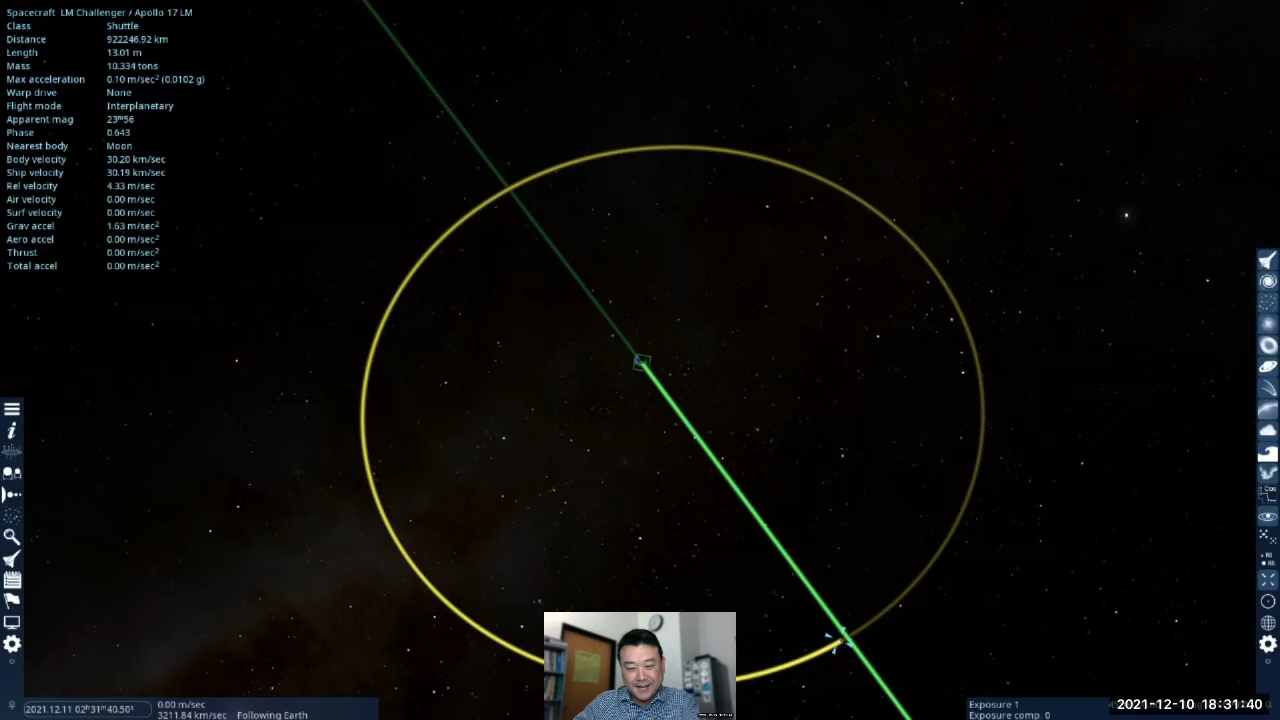 Spacecraft LM Challenger / Apollo 17 LM
Class Shuttle
Distance 922246.92 km
Length 13.01 m
Mass 10.334 tons
Max acceleration 0.10 m/sec² (0.0102 g)
Warp drive None
Flight mode Interplanetary
Apparent mag 23ᵐ56
Phase 0.643
Nearest body Moon
Body velocity 30.20 km/sec
Ship velocity 30.19 km/sec
Rel velocity 4.33 m/sec
Air velocity 0.00 m/sec
Surf velocity 0.00 m/sec
Grav accel 1.63 m/sec²
Aero accel 0.00 m/sec²
Thrust 0.00 m/sec²
Total accel 0.00 m/sec²
2021.12.11 02ʰ31ᵐ40.50ˢ
0.00 m/sec
3211.84 km/sec Following Earth
Exposure 1
Exposure comp. 0
2021-12-10 18:31:40